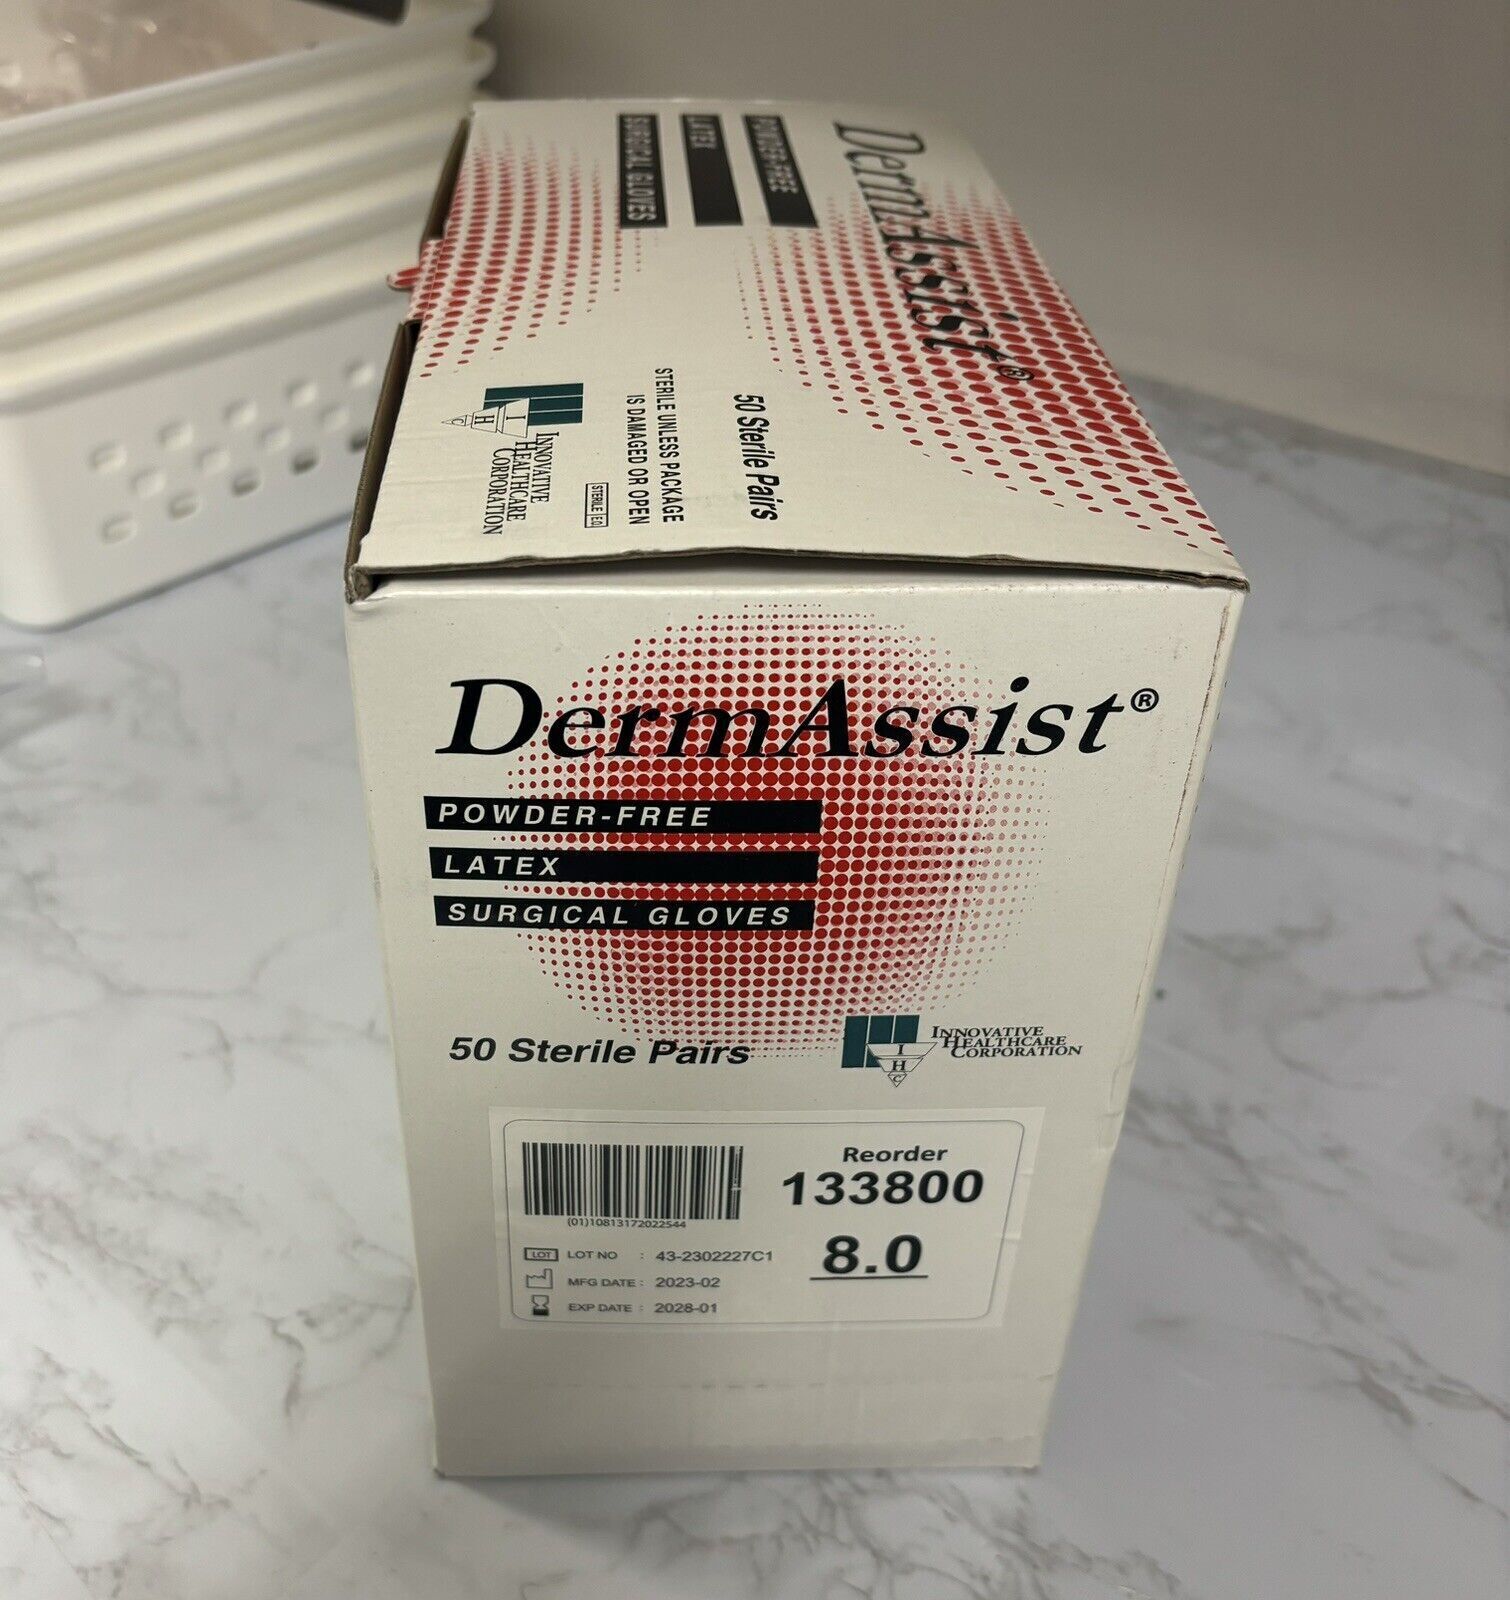 DermAssist®
POWDER-FREE
LATEX
SURGICAL GLOVES
50 Sterile Pairs
STERILE UNLESS PACKAGE
IS DAMAGED OR OPEN
STERILE EO
I
H
C
INNOVATIVE
HEALTHCARE
CORPORATION
DermAssist®
POWDER-FREE
LATEX
SURGICAL GLOVES
50 Sterile Pairs
I
H
C
INNOVATIVE
HEALTHCARE
CORPORATION
(01)10813172022544
Reorder
133800
8.0
LOT LOT NO : 43-2302227C1
MFG DATE : 2023-02
EXP DATE : 2028-01